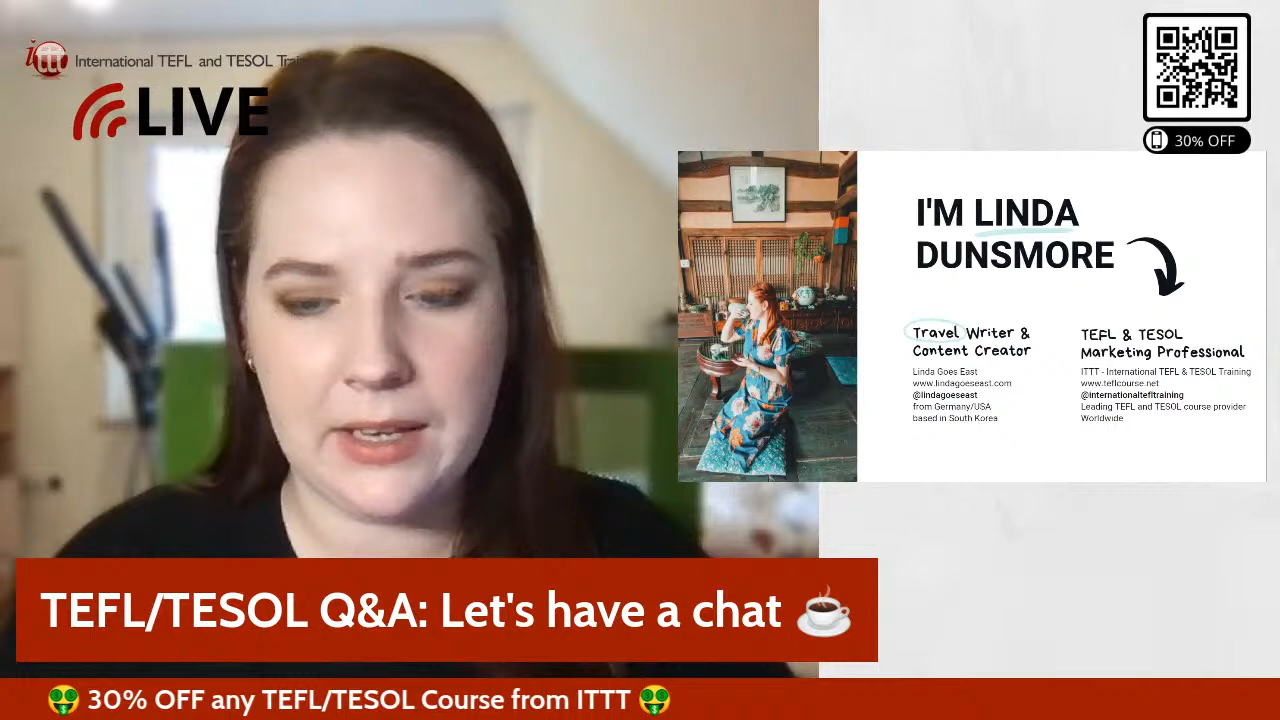 ittt International TEFL and TESOL Tr
LIVE
30% OFF
I'M LINDA
DUNSMORE
Travel Writer &
Content Creator
Linda Goes East
www.lindagoeseast.com
@lindagoeseast
from Germany/USA
based in South Korea
TEFL & TESOL
Marketing Professional
ITTT - International TEFL & TESOL Training
www.teflcourse.net
@internationaltefltraining
Leading TEFL and TESOL course provider
Worldwide
TEFL/TESOL Q&A: Let's have a chat ☕
🤑 30% OFF any TEFL/TESOL Course from ITTT 🤑